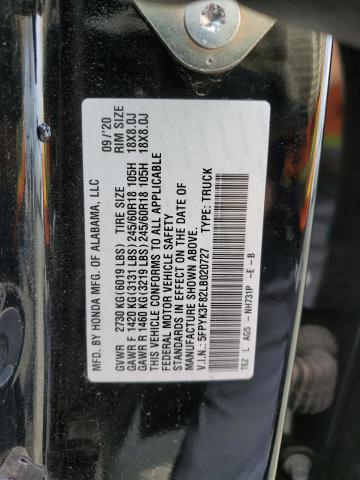 MFD. BY HONDA MFG. OF ALABAMA, LLC 09/'20
GVWR 2730 KG(6019 LBS) TIRE SIZE RIM SIZE
GAWR F 1420 KG(3131 LBS) 245/60R18 105H 18X8.0J
GAWR R 1460 KG(3219 LBS) 245/60R18 105H 18X8.0J
THIS VEHICLE CONFORMS TO ALL APPLICABLE
FEDERAL MOTOR VEHICLE SAFETY
STANDARDS IN EFFECT ON THE DATE OF
MANUFACTURE SHOWN ABOVE.
V.I.N.: 5FPYK3F82LB020727 TYPE: TRUCK
T6Z L AG5 -NH731P -E -B